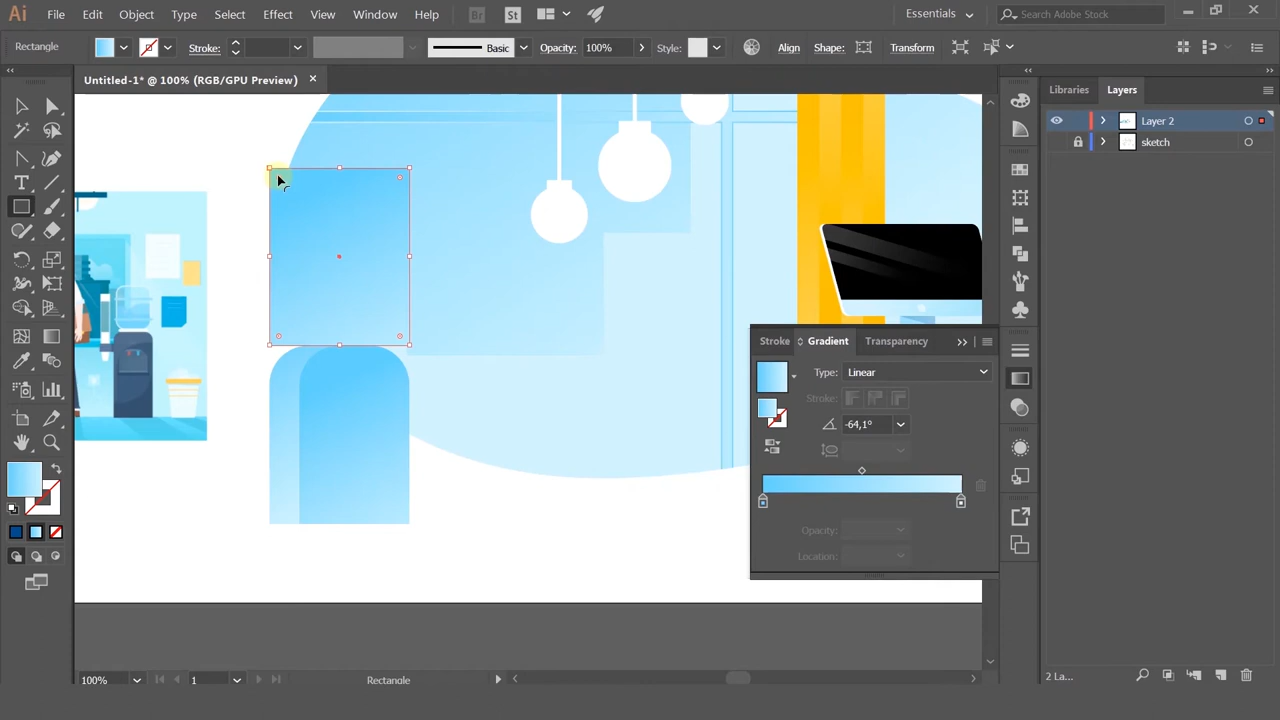 Ai File Edit Object Type Select Effect View Window Help Br St Essentials Search Adobe Stock
Rectangle Stroke: Basic Opacity: 100% Style: Align Shape: Transform
Untitled-1* @ 100% (RGB/GPU Preview)
Libraries Layers
Layer 2
sketch
Stroke Gradient Transparency
Type: Linear
Stroke:
-64,1°
Opacity:
Location:
100% 1 Rectangle
2 La...